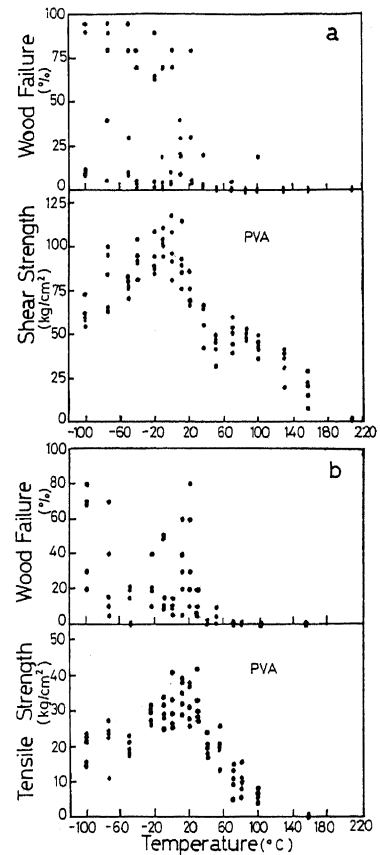 a
Wood Failure
(%)
100
75
50
25
0
Shear Strength
(kg/cm²)
PVA
125
100
75
50
25
0
-100 -60 -20 20 60 100 140 180 220
b
Wood Failure
(%)
100
80
60
40
20
0
Tensile Strength
(kg/cm²)
PVA
50
40
30
20
10
0
-100 -60 -20 20 60 100 140 180 220
Temperature(°C)